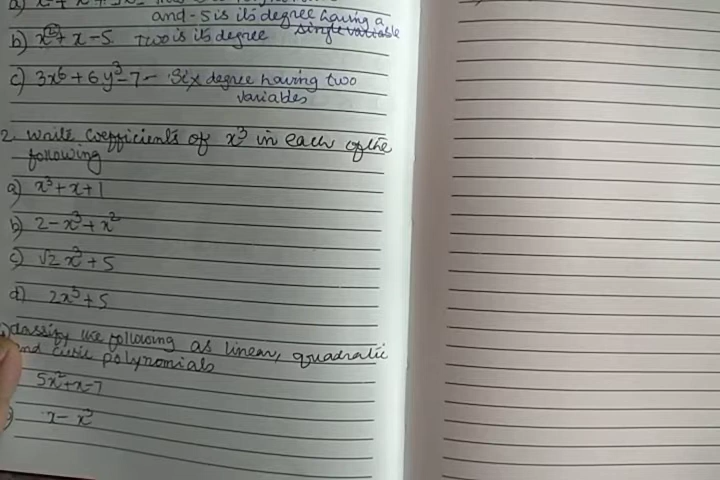 and -5 is its degree having a
single variable
b) x² + x - 5. Two is its degree
c) 3x⁶ + 6y³ - 7 - Six degree having two
variables
2. Write Coefficients of x³ in each of the
following
a) x³ + x + 1
b) 2 - x³ + x²
c) √2 x³ + 5
d) 2x³ + 5
classify the following as linear, quadratic
and cubic polynomials
5x² + x - 7
x - x³